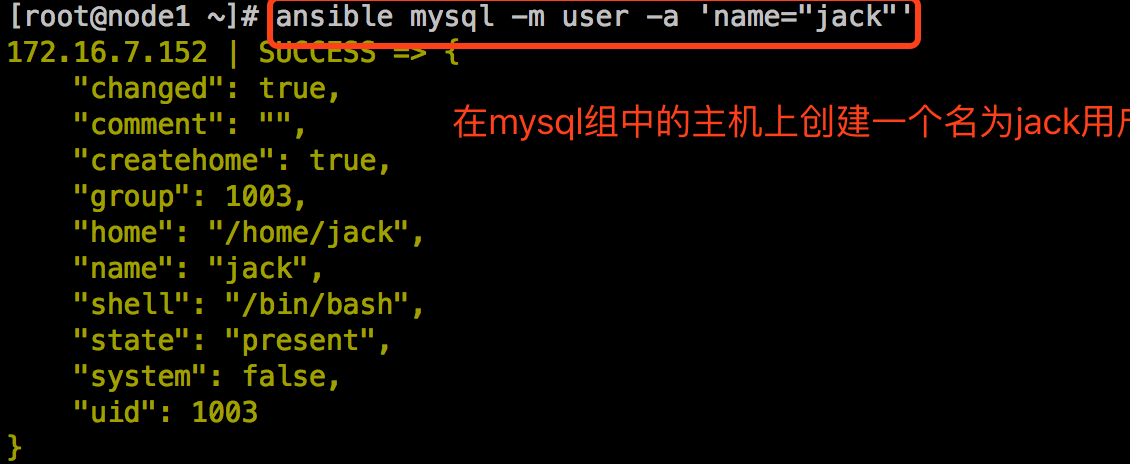 [root@node1 ~]# ansible mysql -m user -a 'name="jack"'
172.16.7.152 | SUCCESS => {
"changed": true,
"comment": "",
在mysql组中的主机上创建一个名为jack用户
"createhome": true,
"group": 1003,
"home": "/home/jack",
"name": "jack",
"shell": "/bin/bash",
"state": "present",
"system": false,
"uid": 1003
}